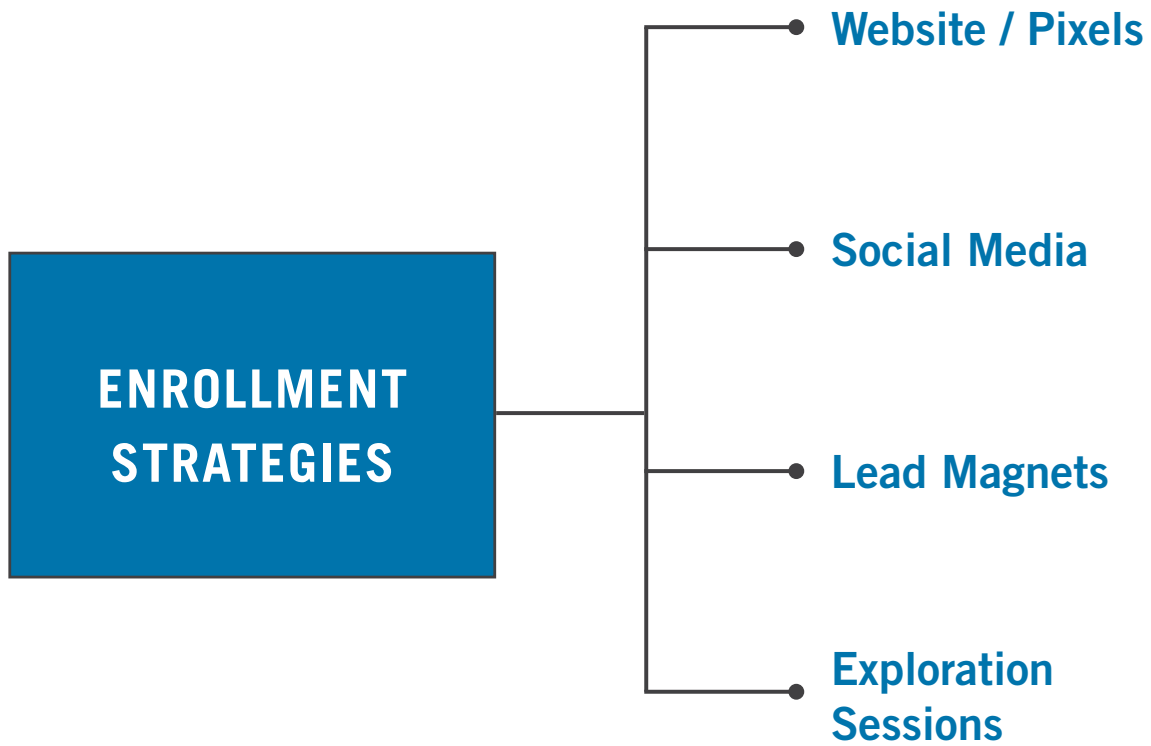 Website / Pixels
Social Media
ENROLLMENT
STRATEGIES
Lead Magnets
Exploration
Sessions